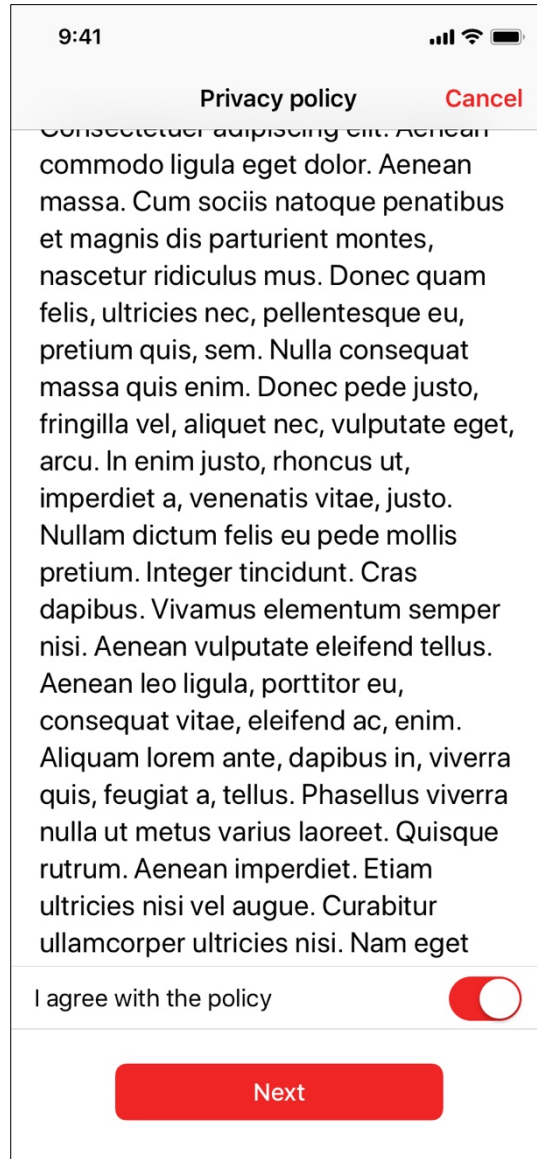 9:41
Privacy policy
Cancel
Consectetuer adipiscing elit. Aenean
commodo ligula eget dolor. Aenean
massa. Cum sociis natoque penatibus
et magnis dis parturient montes,
nascetur ridiculus mus. Donec quam
felis, ultricies nec, pellentesque eu,
pretium quis, sem. Nulla consequat
massa quis enim. Donec pede justo,
fringilla vel, aliquet nec, vulputate eget,
arcu. In enim justo, rhoncus ut,
imperdiet a, venenatis vitae, justo.
Nullam dictum felis eu pede mollis
pretium. Integer tincidunt. Cras
dapibus. Vivamus elementum semper
nisi. Aenean vulputate eleifend tellus.
Aenean leo ligula, porttitor eu,
consequat vitae, eleifend ac, enim.
Aliquam lorem ante, dapibus in, viverra
quis, feugiat a, tellus. Phasellus viverra
nulla ut metus varius laoreet. Quisque
rutrum. Aenean imperdiet. Etiam
ultricies nisi vel augue. Curabitur
ullamcorper ultricies nisi. Nam eget
I agree with the policy
Next